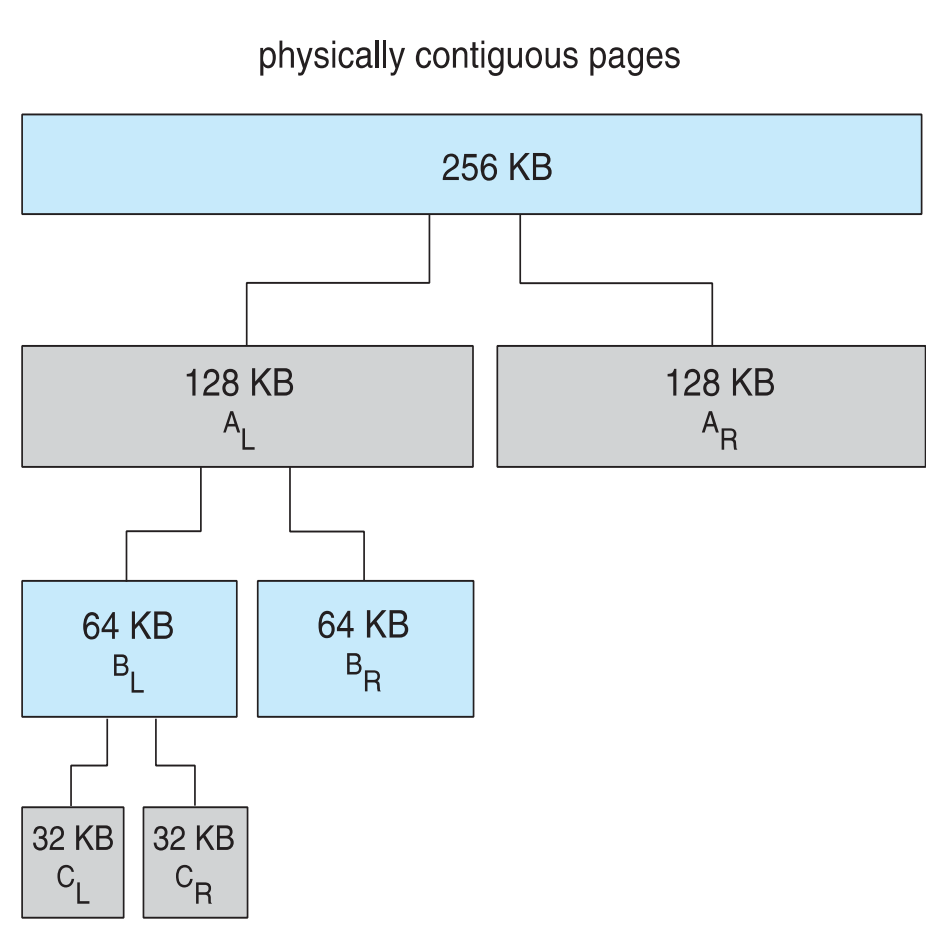 physically contiguous pages
256 KB
128 KB
A_L
128 KB
A_R
64 KB
B_L
64 KB
B_R
32 KB
C_L
32 KB
C_R